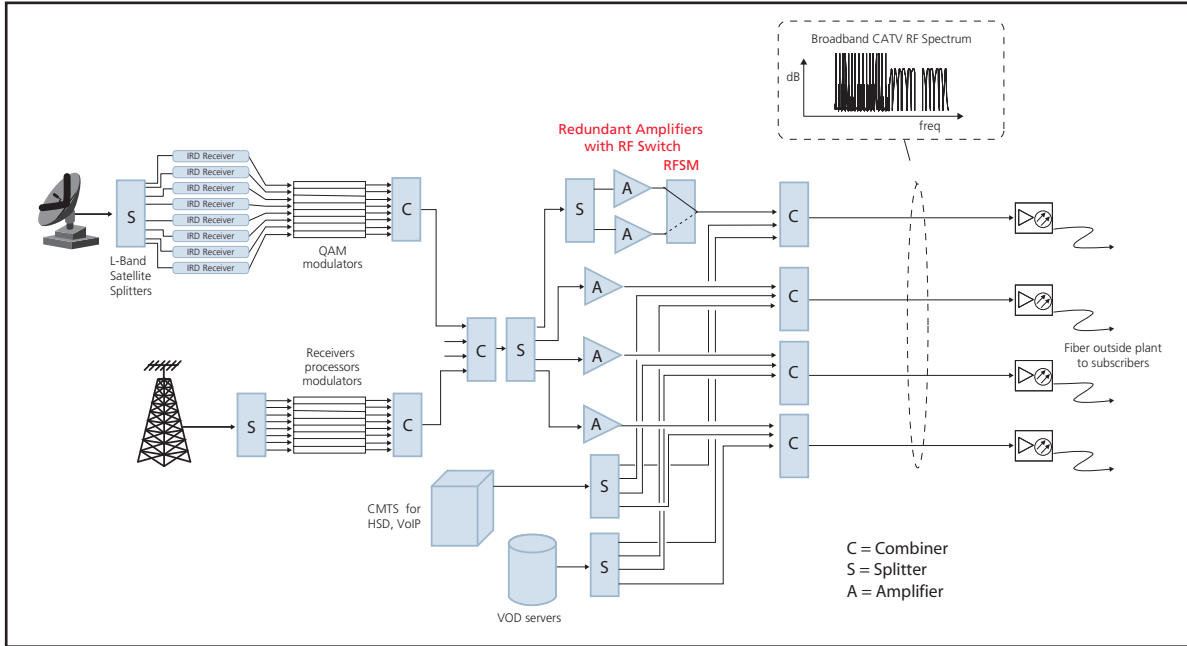 Broadband CATV RF Spectrum
dB
freq
Redundant Amplifiers
with RF Switch
RFSM
IRD Receiver
IRD Receiver
IRD Receiver
IRD Receiver
IRD Receiver
IRD Receiver
IRD Receiver
IRD Receiver
S
L-Band
Satellite
Splitters
QAM
modulators
C
S
A
A
C
A
C
C
S
A
C
A
C
Receivers
processors
modulators
S
C
Fiber outside plant
to subscribers
CMTS for
HSD, VoIP
S
VOD servers
S
C = Combiner
S = Splitter
A = Amplifier